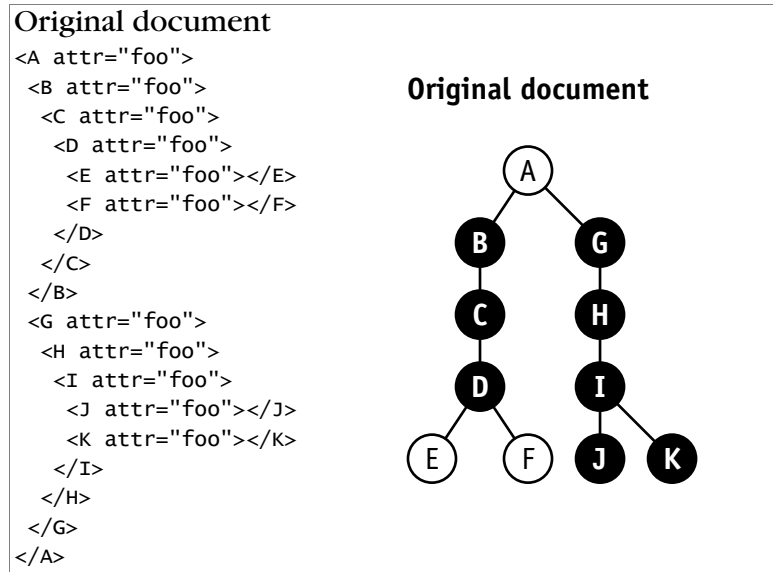 Original document
<A attr="foo">
<B attr="foo">
<C attr="foo">
<D attr="foo">
<E attr="foo"></E>
<F attr="foo"></F>
</D>
</C>
</B>
<G attr="foo">
<H attr="foo">
<I attr="foo">
<J attr="foo"></J>
<K attr="foo"></K>
</I>
</H>
</G>
</A>
Original document
A
B G
C H
D I
E F J K